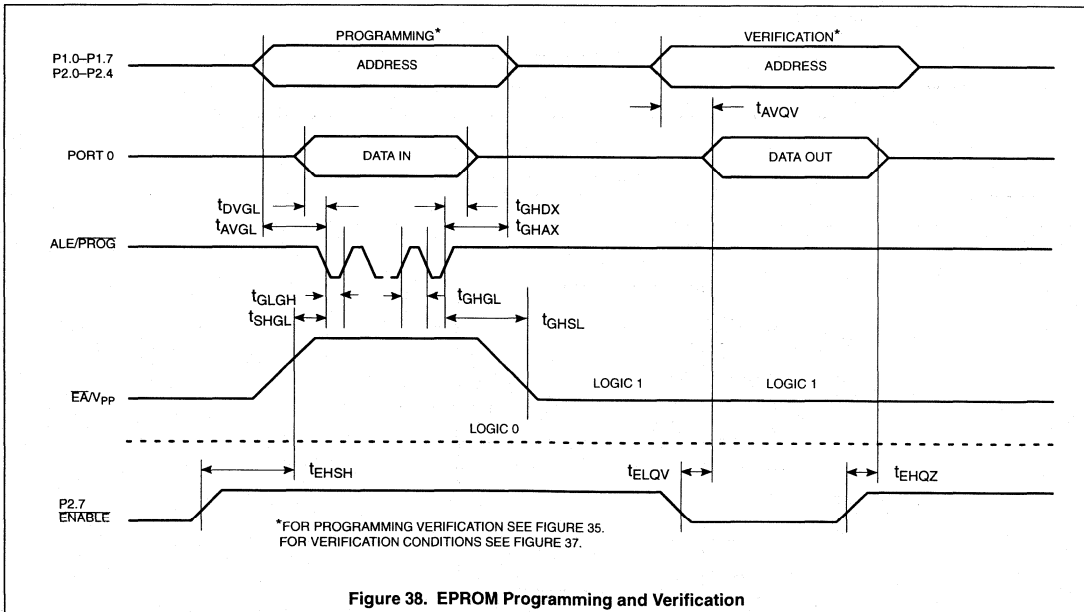 PROGRAMMING*
VERIFICATION*
P1.0–P1.7
P2.0–P2.4
ADDRESS
ADDRESS
tAVQV
PORT 0
DATA IN
DATA OUT
tDVGL
tGHDX
tAVGL
tGHAX
ALE/PROG
tGLGH
tGHGL
tSHGL
tGHSL
EA/VPP
LOGIC 1
LOGIC 1
LOGIC 0
tEHSH
tELQV
tEHQZ
P2.7
ENABLE
*FOR PROGRAMMING VERIFICATION SEE FIGURE 35.
FOR VERIFICATION CONDITIONS SEE FIGURE 37.
Figure 38. EPROM Programming and Verification